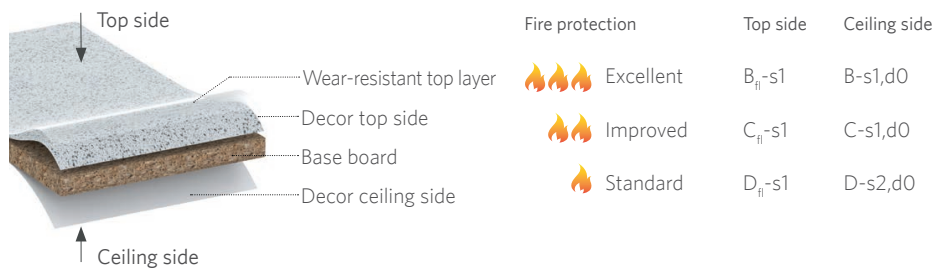 Top side
Wear-resistant top layer
Decor top side
Base board
Decor ceiling side
Ceiling side
Fire protection Top side Ceiling side
Excellent Bfl-s1 B-s1,d0
Improved Cfl-s1 C-s1,d0
Standard Dfl-s1 D-s2,d0